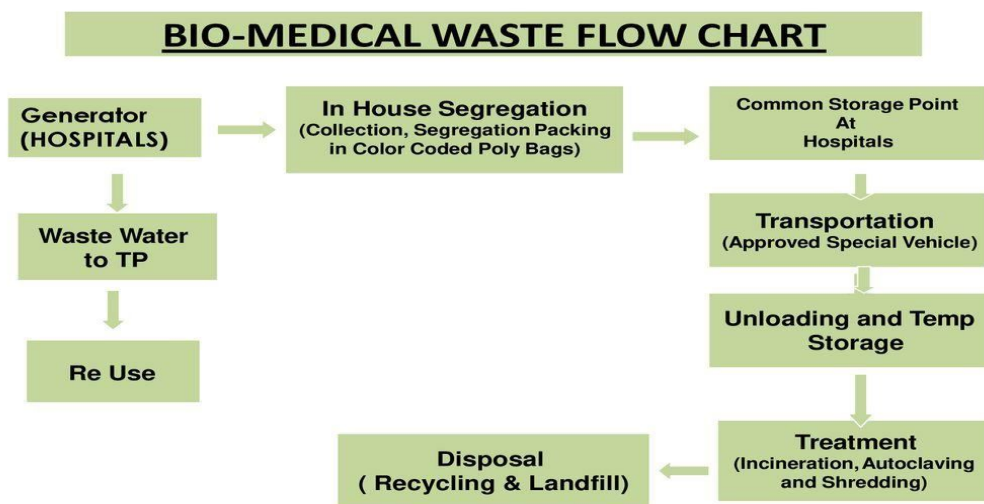 BIO-MEDICAL WASTE FLOW CHART
Generator
(HOSPITALS)
In House Segregation
(Collection, Segregation Packing
in Color Coded Poly Bags)
Common Storage Point
At
Hospitals
Waste Water
to TP
Transportation
(Approved Special Vehicle)
Unloading and Temp
Storage
Re Use
Treatment
(Incineration, Autoclaving
and Shredding)
Disposal
( Recycling & Landfill)